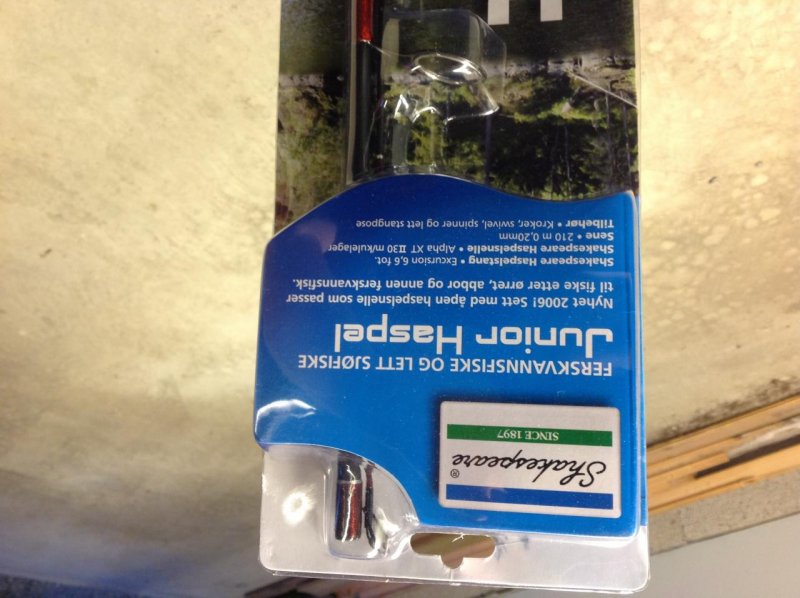 Shakespeare®
SINCE 1897
FERSKVANNSFISKE OG LETT SJØFISKE
Junior Haspel
Nyhet 2006! Sett med åpen haspelsnelle som passer
til fiske etter ørret, abbor og annen ferskvannsfisk.
Shakespeare Haspelstang • Excursion 6,6 fot.
Shakespeare Haspelsnelle • Alpha XT II30 m/kulelager
Sene • 210 m 0,20mm
Tilbehør • Kroker, swivel, spinner og lett stangpose